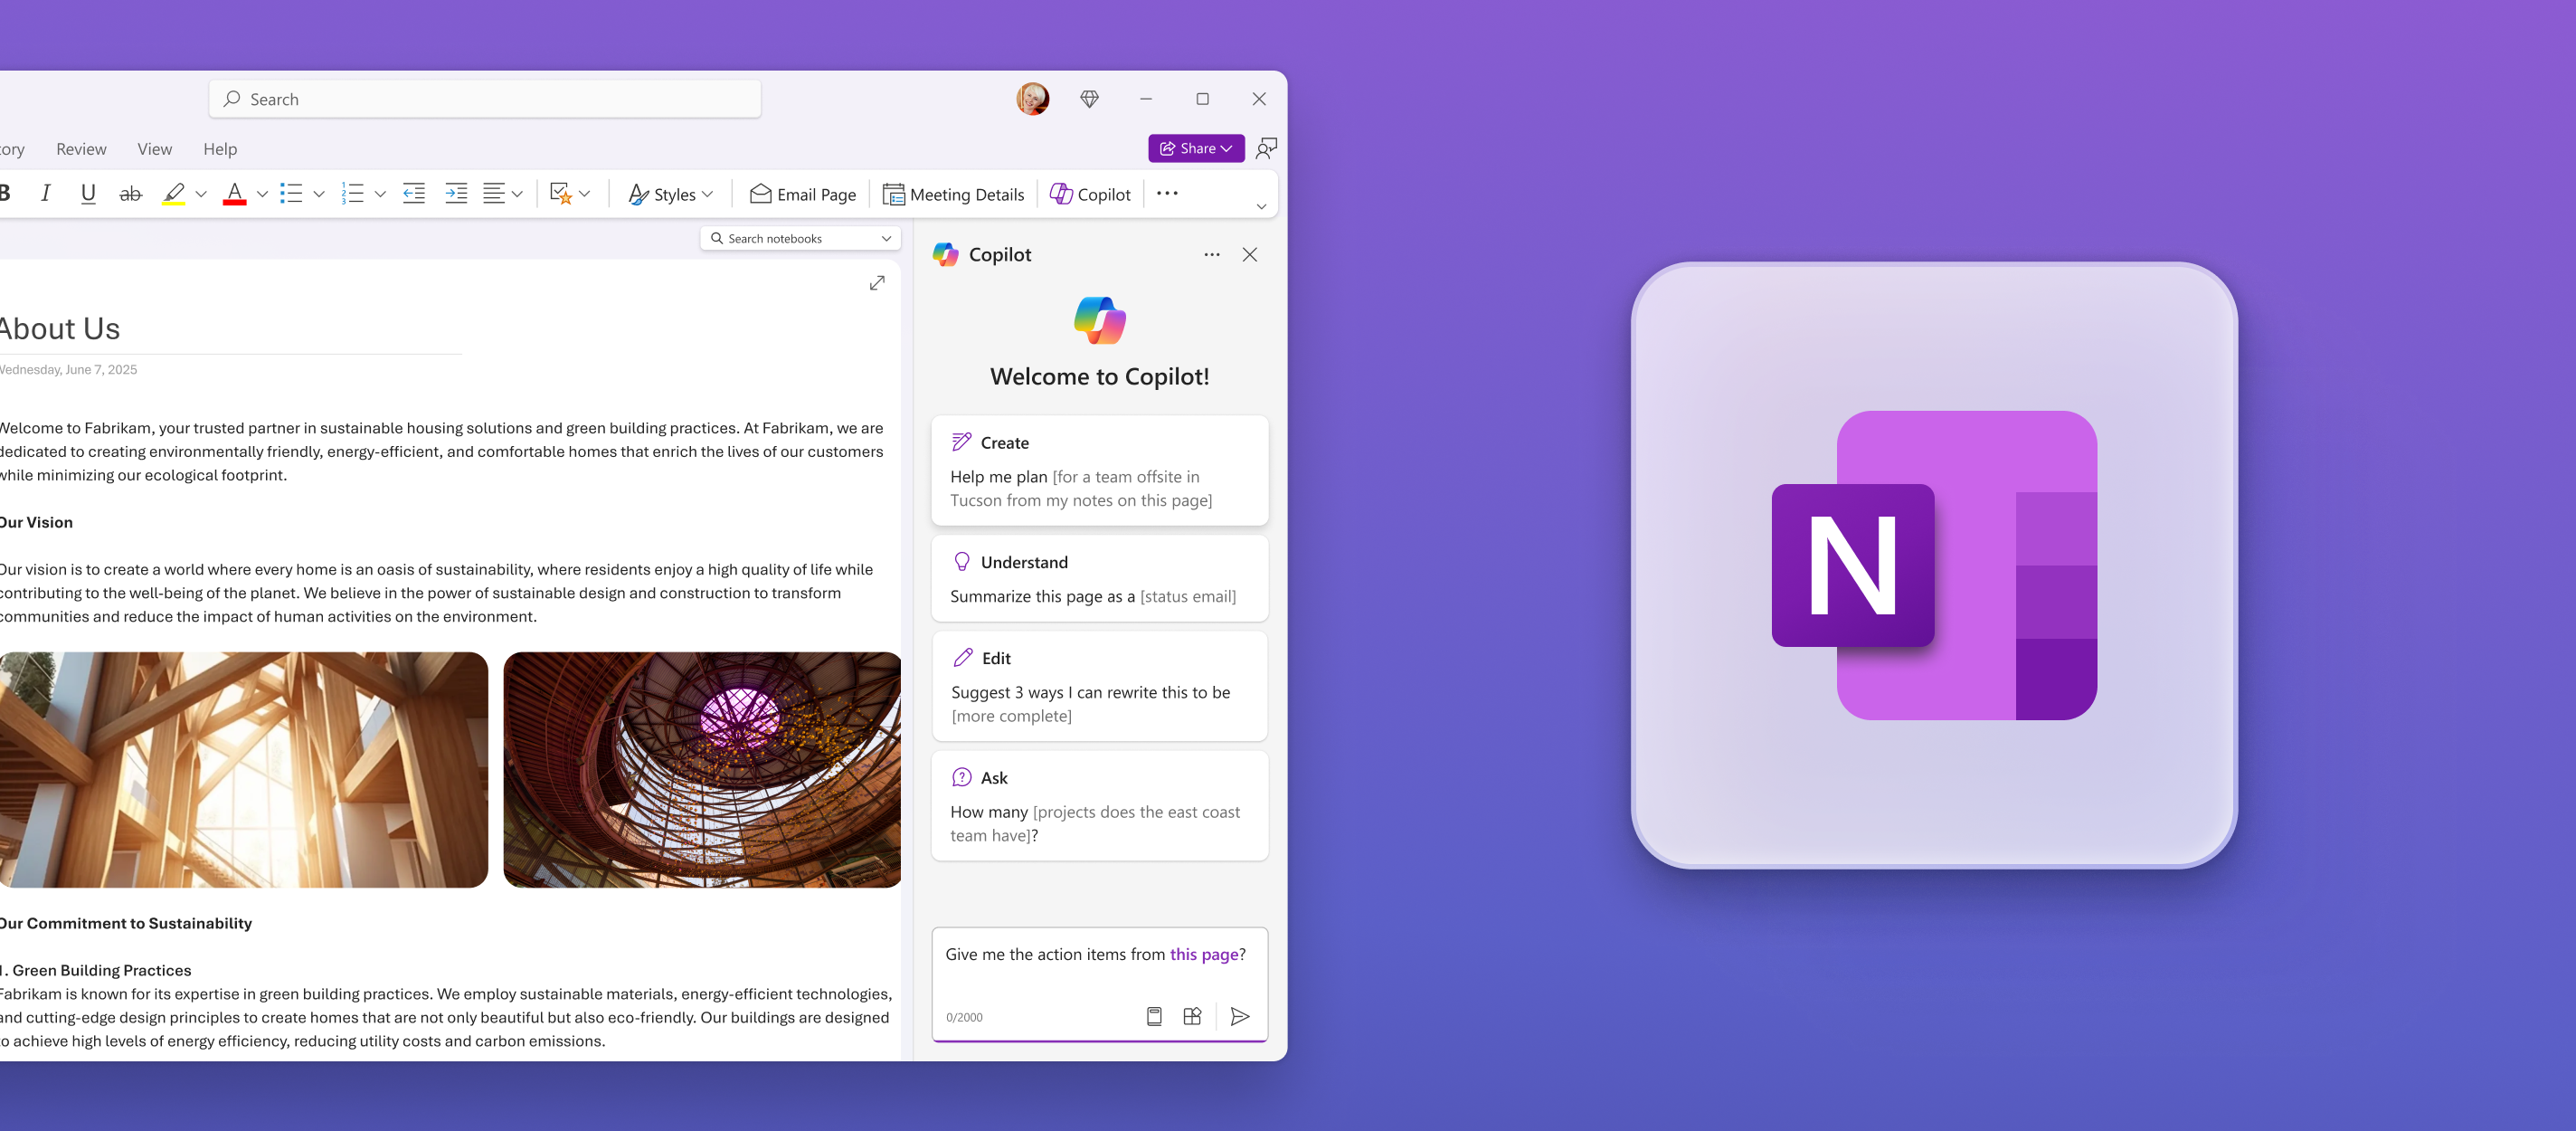 Search
Review View Help
Share
B I U ab A Styles Email Page Meeting Details Copilot
Search notebooks
About Us
Wednesday, June 7, 2025
Welcome to Fabrikam, your trusted partner in sustainable housing solutions and green building practices. At Fabrikam, we are
dedicated to creating environmentally friendly, energy-efficient, and comfortable homes that enrich the lives of our customers
while minimizing our ecological footprint.
Our Vision
Our vision is to create a world where every home is an oasis of sustainability, where residents enjoy a high quality of life while
contributing to the well-being of the planet. We believe in the power of sustainable design and construction to transform
communities and reduce the impact of human activities on the environment.
Our Commitment to Sustainability
1. Green Building Practices
Fabrikam is known for its expertise in green building practices. We employ sustainable materials, energy-efficient technologies,
and cutting-edge design principles to create homes that are not only beautiful but also eco-friendly. Our buildings are designed
to achieve high levels of energy efficiency, reducing utility costs and carbon emissions.
Copilot
Welcome to Copilot!
Create
Help me plan [for a team offsite in
Tucson from my notes on this page]
Understand
Summarize this page as a [status email]
Edit
Suggest 3 ways I can rewrite this to be
[more complete]
Ask
How many [projects does the east coast
team have]?
Give me the action items from this page?
0/2000
N